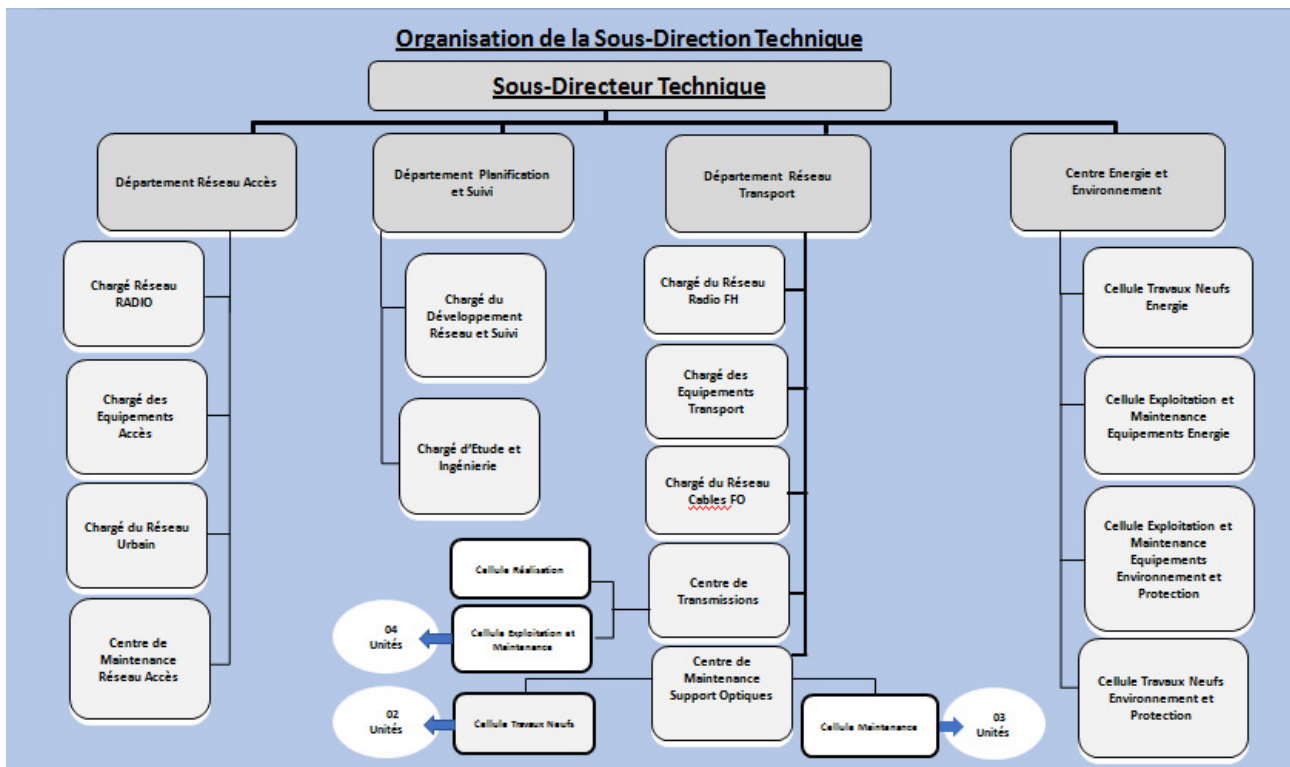 Organisation de la Sous-Direction Technique
Sous-Directeur Technique
Département Réseau Accès
Département Planification
et Suivi
Département Réseau
Transport
Centre Energie et
Environnement
Chargé Réseau
RADIO
Chargé des
Equipements
Accès
Chargé du Réseau
Urbain
Centre de
Maintenance
Réseau Accès
Chargé du
Développement
Réseau et Suivi
Chargé d'Etude et
Ingénierie
Chargé du Réseau
Radio FH
Chargé des
Equipements
Transport
Chargé du Réseau
Cables FO
Centre de
Transmissions
Cellule Réalisation
Cellule Exploitation et
Maintenance
04
Unités
Centre de
Maintenance
Support Optiques
Cellule Travaux Neufs
02
Unités
Cellule Maintenance
03
Unités
Cellule Travaux Neufs
Energie
Cellule Exploitation et
Maintenance
Equipements Energie
Cellule Exploitation et
Maintenance
Equipements
Environnement et
Protection
Cellule Travaux Neufs
Environnement et
Protection